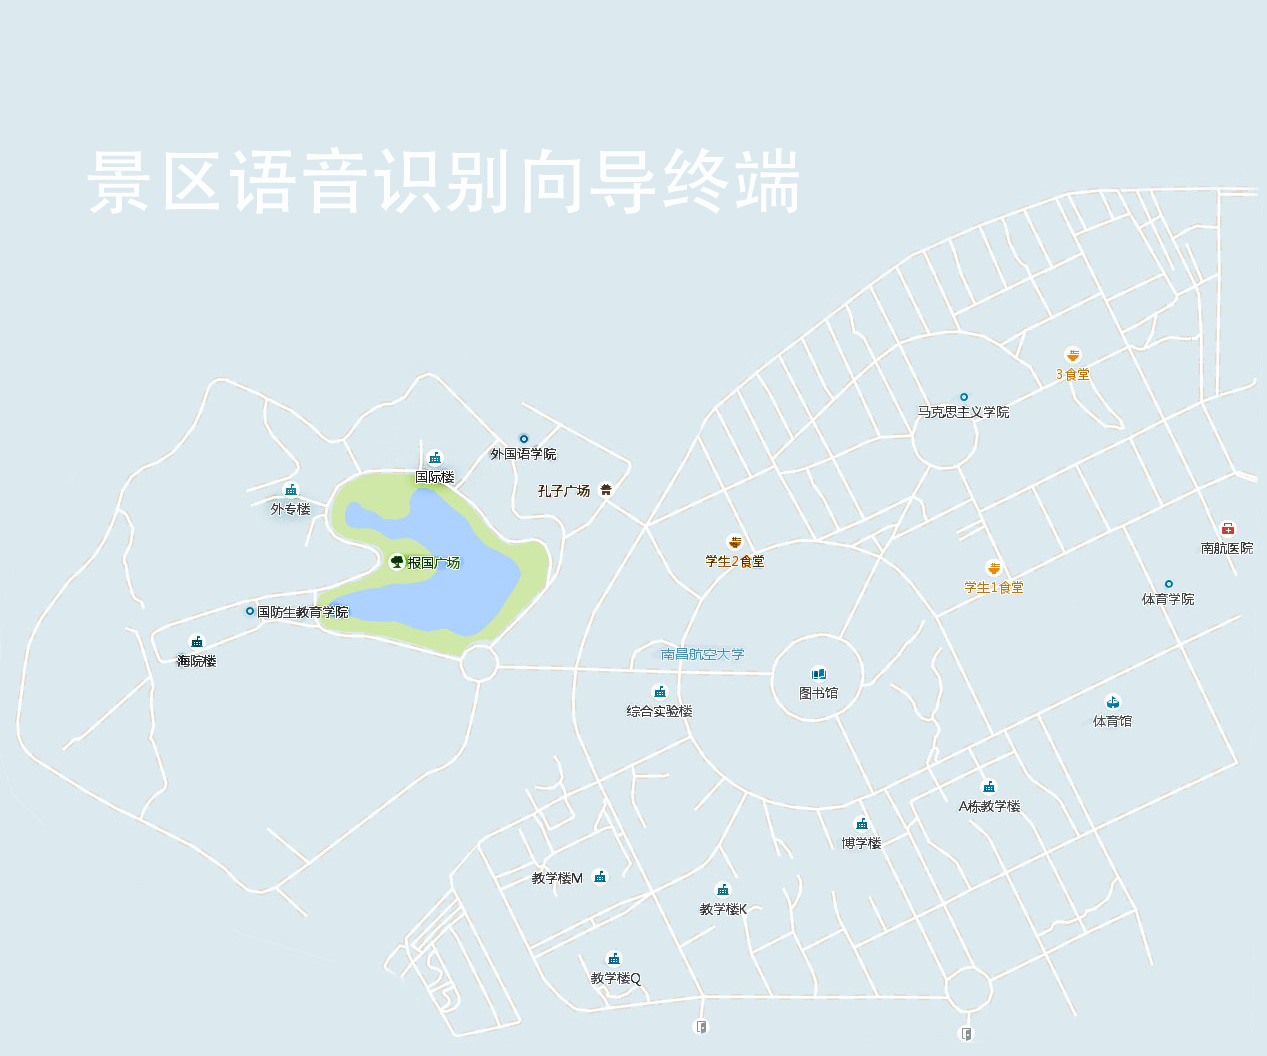 景区语音识别向导终端
3食堂
马克思主义学院
外国语学院
国际楼
孔子广场
外专楼
南航医院
学生2食堂
报国广场
学生1食堂
体育学院
国防生教育学院
南昌航空大学
海院楼
图书馆
综合实验楼
体育馆
A栋教学楼
博学楼
教学楼M
教学楼K
教学楼Q